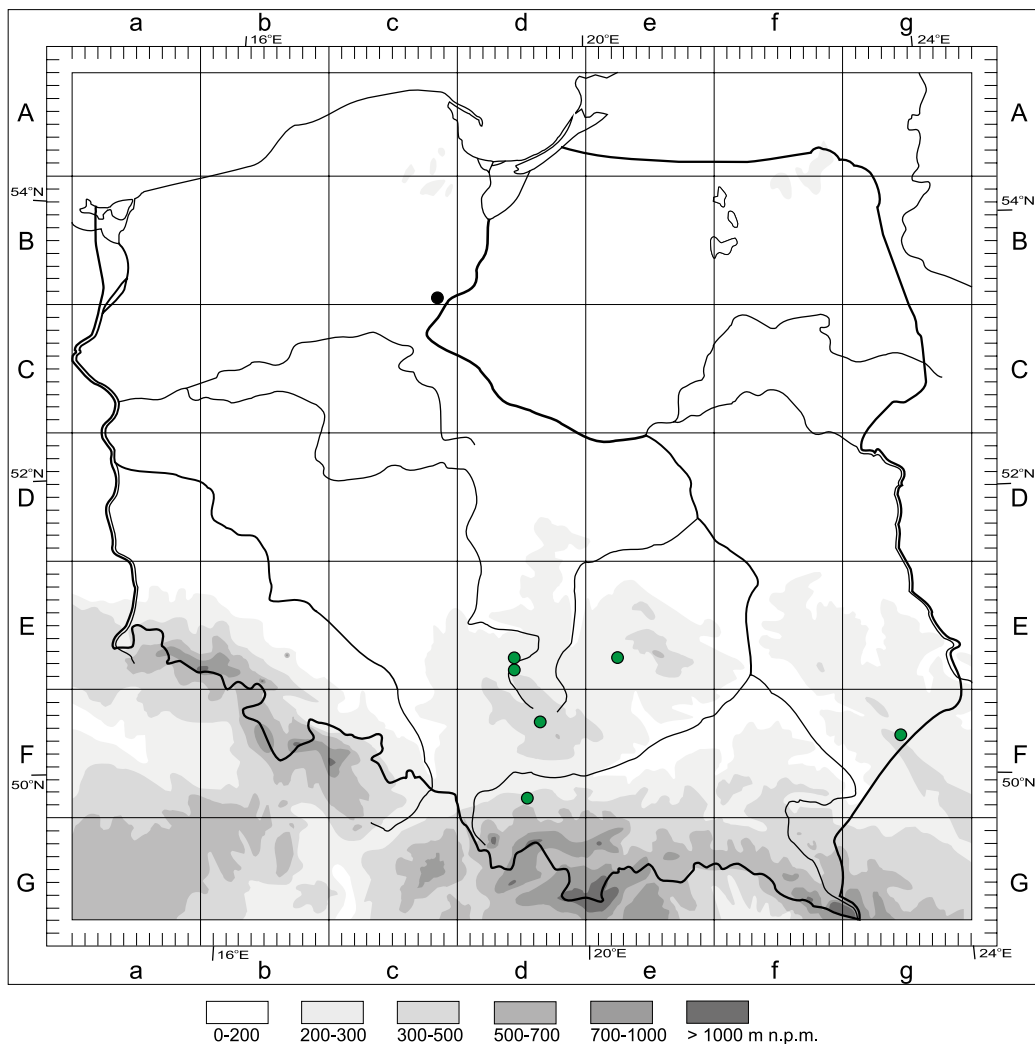 a b c d e f g
16°E 20°E 24°E
A A
54°N 54°N
B B
C C
52°N 52°N
D D
E E
F F
50°N 50°N
G G
16°E 20°E 24°E
a b c d e f g
0-200 200-300 300-500 500-700 700-1000 > 1000 m n.p.m.